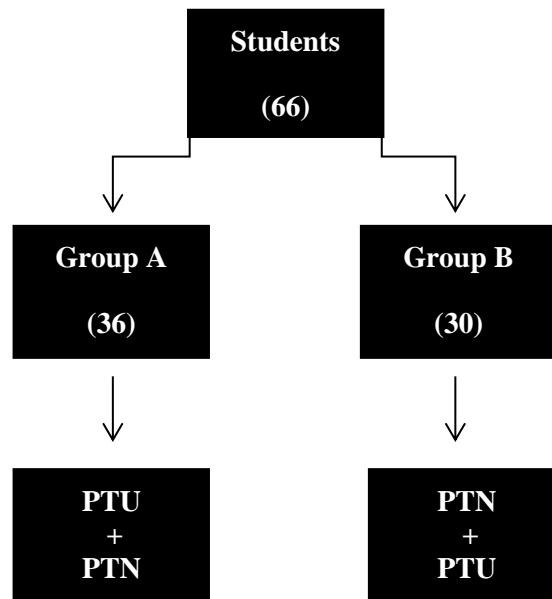 Students
(66)
Group A
(36)
Group B
(30)
PTU
+
PTN
PTN
+
PTU